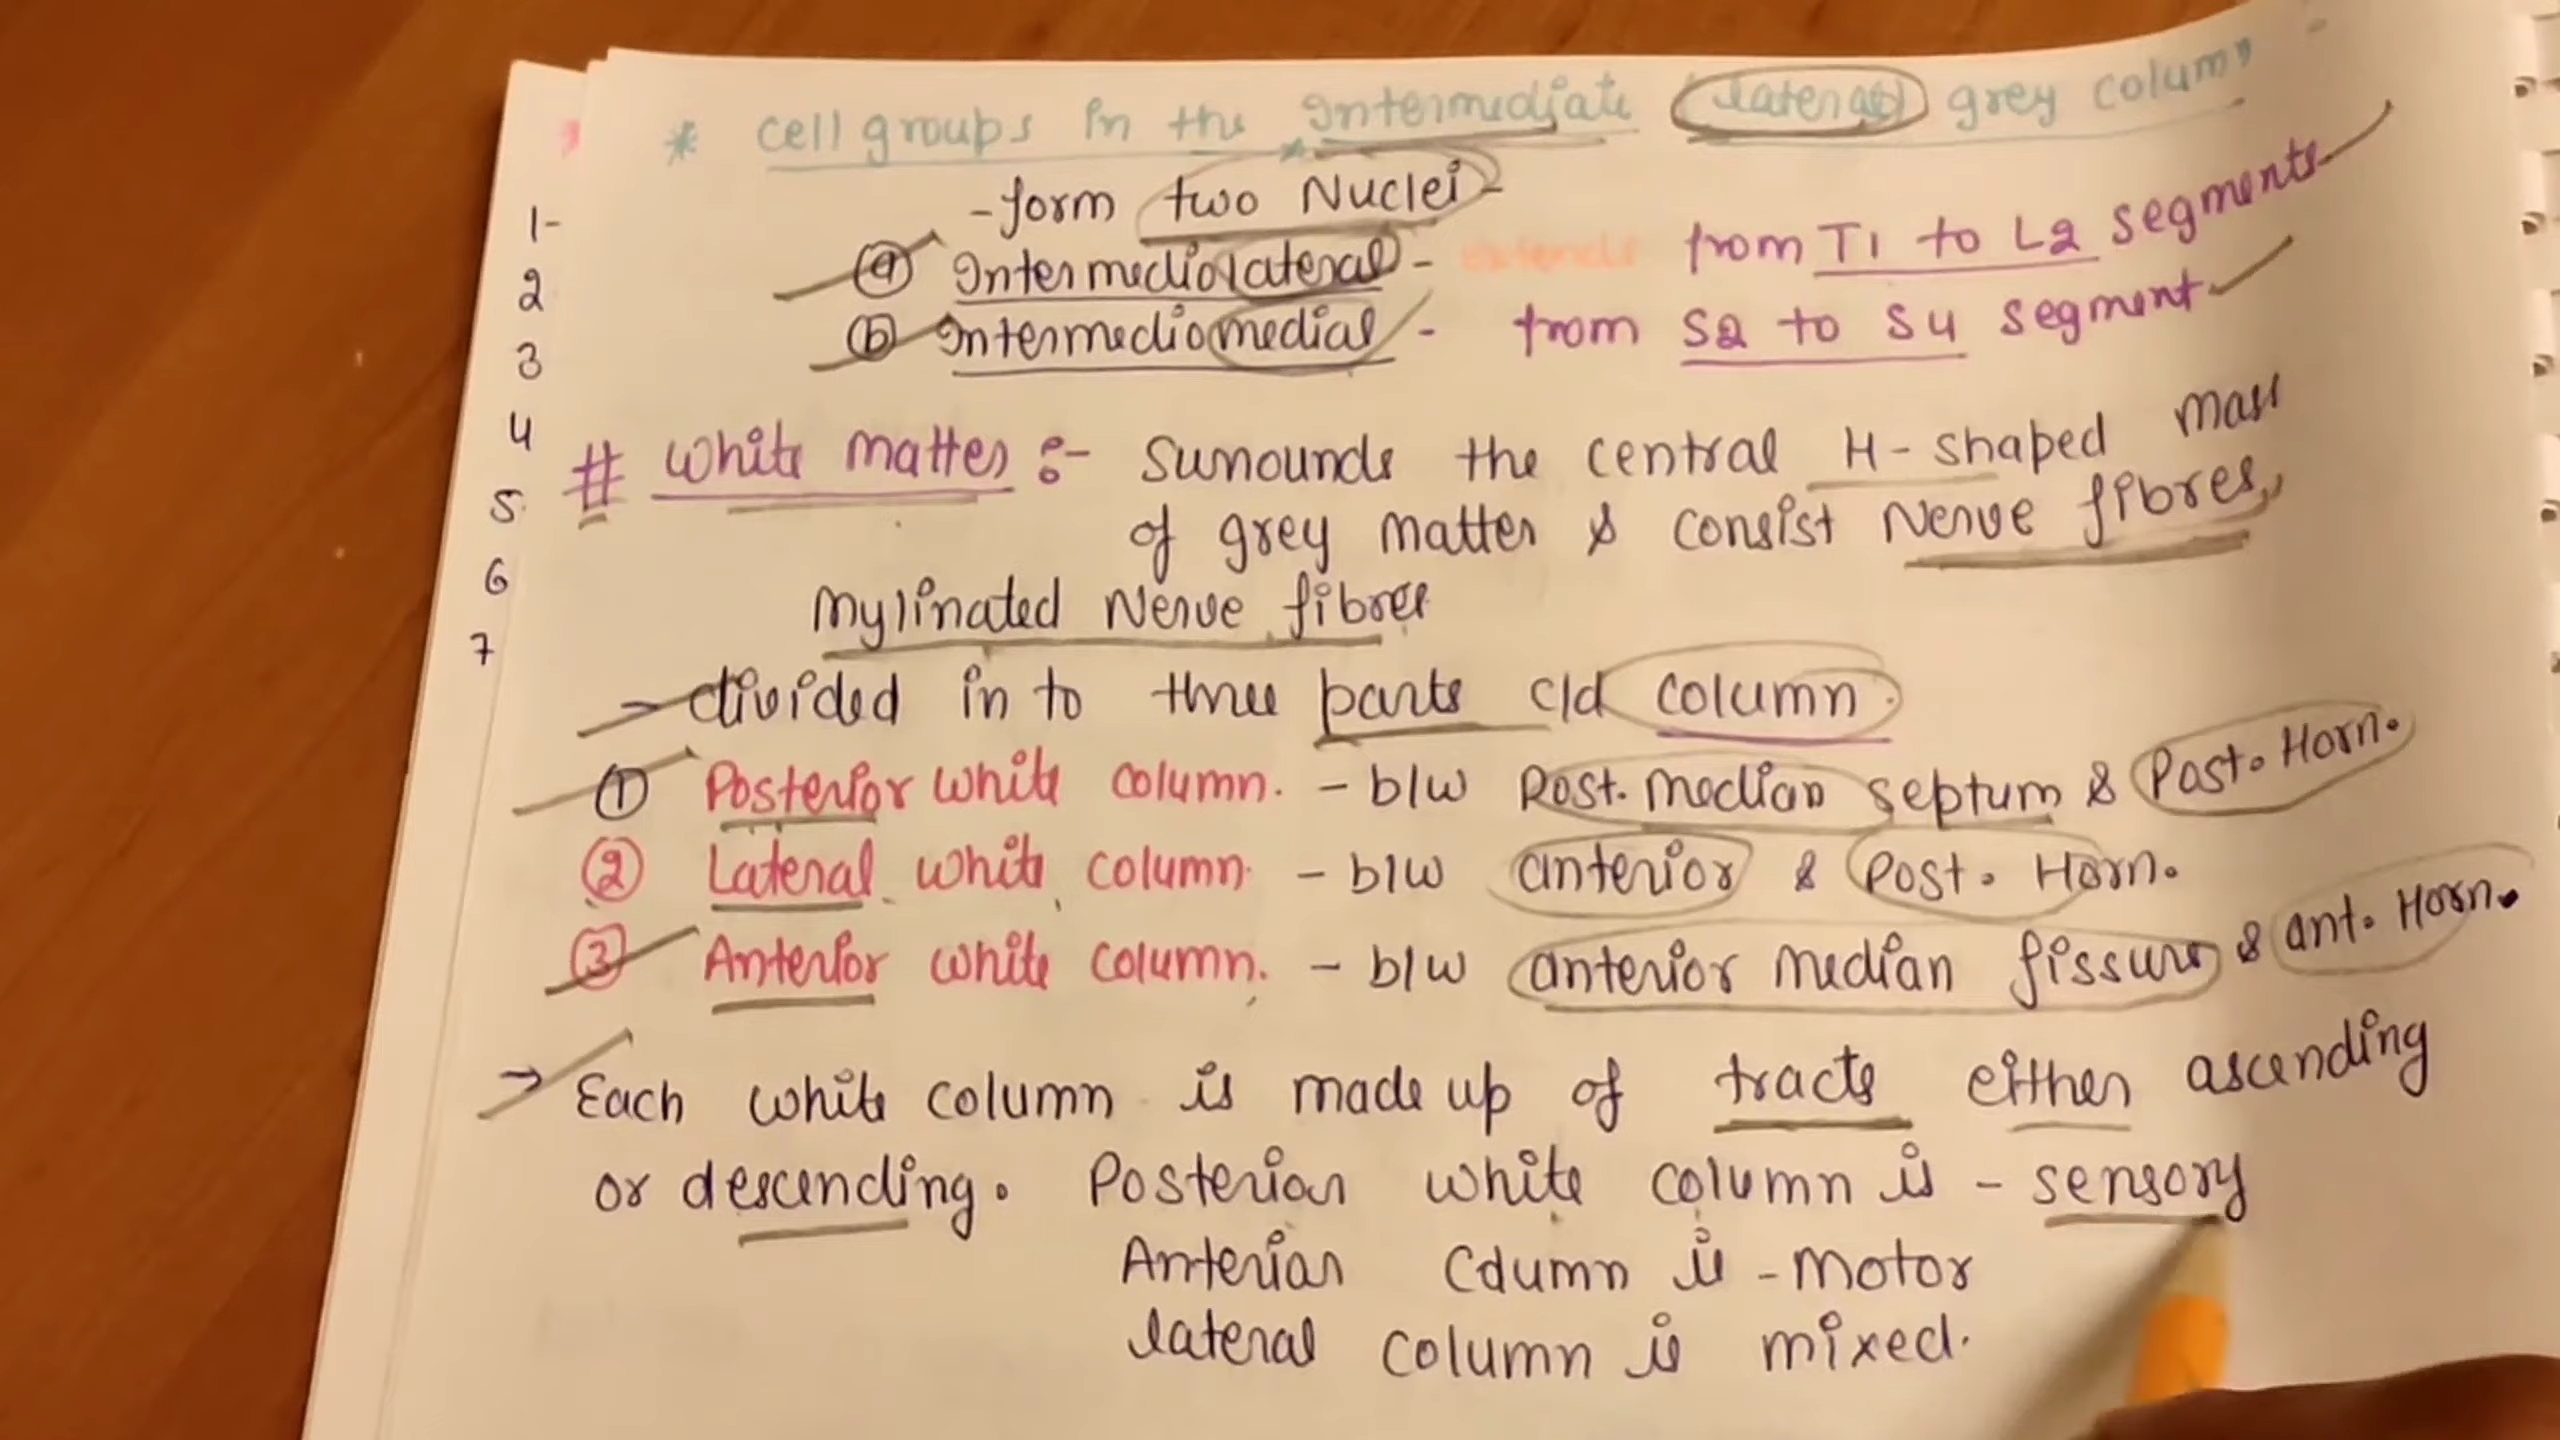 * cell groups in the Intermediate (lateral) grey column
- form two Nuclei -
1-
(a) Intermediolateral - extends from T1 to L2 segments
2
(b) Intermediomedial - from S2 to S4 segment
3
4
# White matter :- Surrounds the central H-shaped mass
5
of grey matter & consist Nerve fibres,
6
mylinated Nerve fibres
7
→ divided in to three parts c/d column.
① Posterior white column. - b/w Post. median septum & Post. Horn.
② Lateral white column - b/w anterior & Post. Horn.
③ Anterior white column. - b/w anterior median fissure & ant. Horn.
→ Each white column is made up of tracts either ascending
or descending. Posterior white column is - sensory
Anterior Column is - motor
lateral column is mixed.